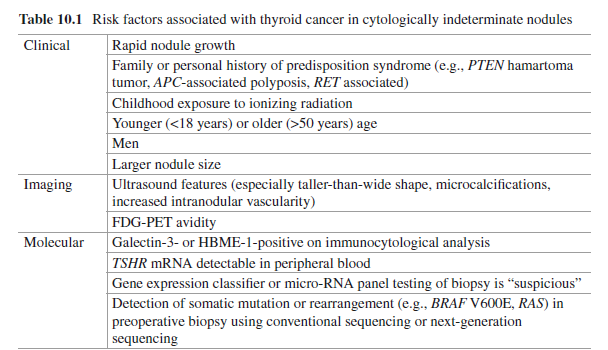 Table 10.1 Risk factors associated with thyroid cancer in cytologically indeterminate nodules
Clinical Rapid nodule growth
Family or personal history of predisposition syndrome (e.g., PTEN hamartoma
tumor, APC-associated polyposis, RET associated)
Childhood exposure to ionizing radiation
Younger (<18 years) or older (>50 years) age
Men
Larger nodule size
Imaging Ultrasound features (especially taller-than-wide shape, microcalcifications,
increased intranodular vascularity)
FDG-PET avidity
Molecular Galectin-3- or HBME-1-positive on immunocytological analysis
TSHR mRNA detectable in peripheral blood
Gene expression classifier or micro-RNA panel testing of biopsy is “suspicious”
Detection of somatic mutation or rearrangement (e.g., BRAF V600E, RAS) in
preoperative biopsy using conventional sequencing or next-generation
sequencing